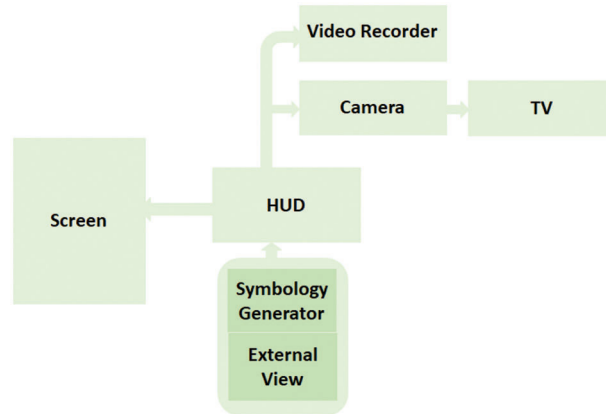 Video Recorder
Camera
TV
Screen
HUD
Symbology
Generator
External
View